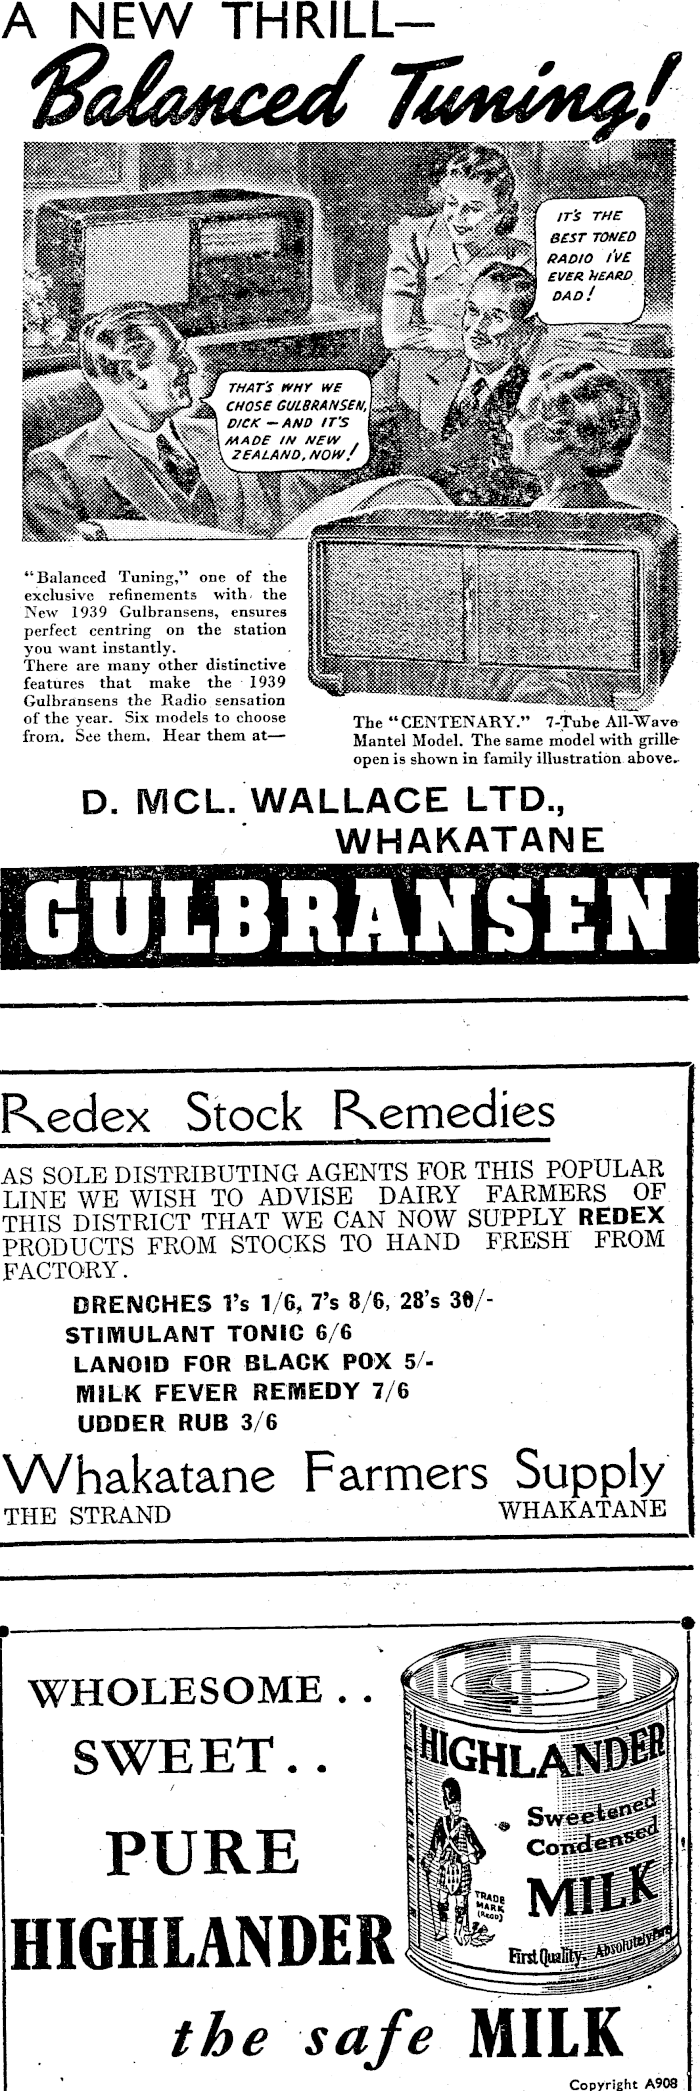 A NEW THRILL—
Balanced Tuning!
IT'S THE
BEST TONED
RADIO I'VE
EVER HEARD
DAD!
THAT'S WHY WE
CHOSE GULBRANSEN,
DICK — AND IT'S
MADE IN NEW
ZEALAND, NOW!
"Balanced Tuning," one of the
exclusive refinements with the
New 1939 Gulbransens, ensures
perfect centring on the station
you want instantly.
There are many other distinctive
features that make the 1939
Gulbransens the Radio sensation
of the year. Six models to choose
from. See them. Hear them at—
The "CENTENARY." 7-Tube All-Wave
Mantel Model. The same model with grille
open is shown in family illustration above.
D. MCL. WALLACE LTD.,
WHAKATANE
GULBRANSEN
Redex Stock Remedies
AS SOLE DISTRIBUTING AGENTS FOR THIS POPULAR
LINE WE WISH TO ADVISE DAIRY FARMERS OF
THIS DISTRICT THAT WE CAN NOW SUPPLY REDEX
PRODUCTS FROM STOCKS TO HAND FRESH FROM
FACTORY.
DRENCHES 1's 1/6, 7's 8/6, 28's 30/-
STIMULANT TONIC 6/6
LANOID FOR BLACK POX 5/-
MILK FEVER REMEDY 7/6
UDDER RUB 3/6
Whakatane Farmers Supply
THE STRAND WHAKATANE
WHOLESOME . .
SWEET . .
PURE
HIGHLANDER
the safe MILK
HIGHLANDER
Sweetened
Condensed
MILK
TRADE
MARK
(REGD)
First Quality. Absolutely Pure
Copyright A908